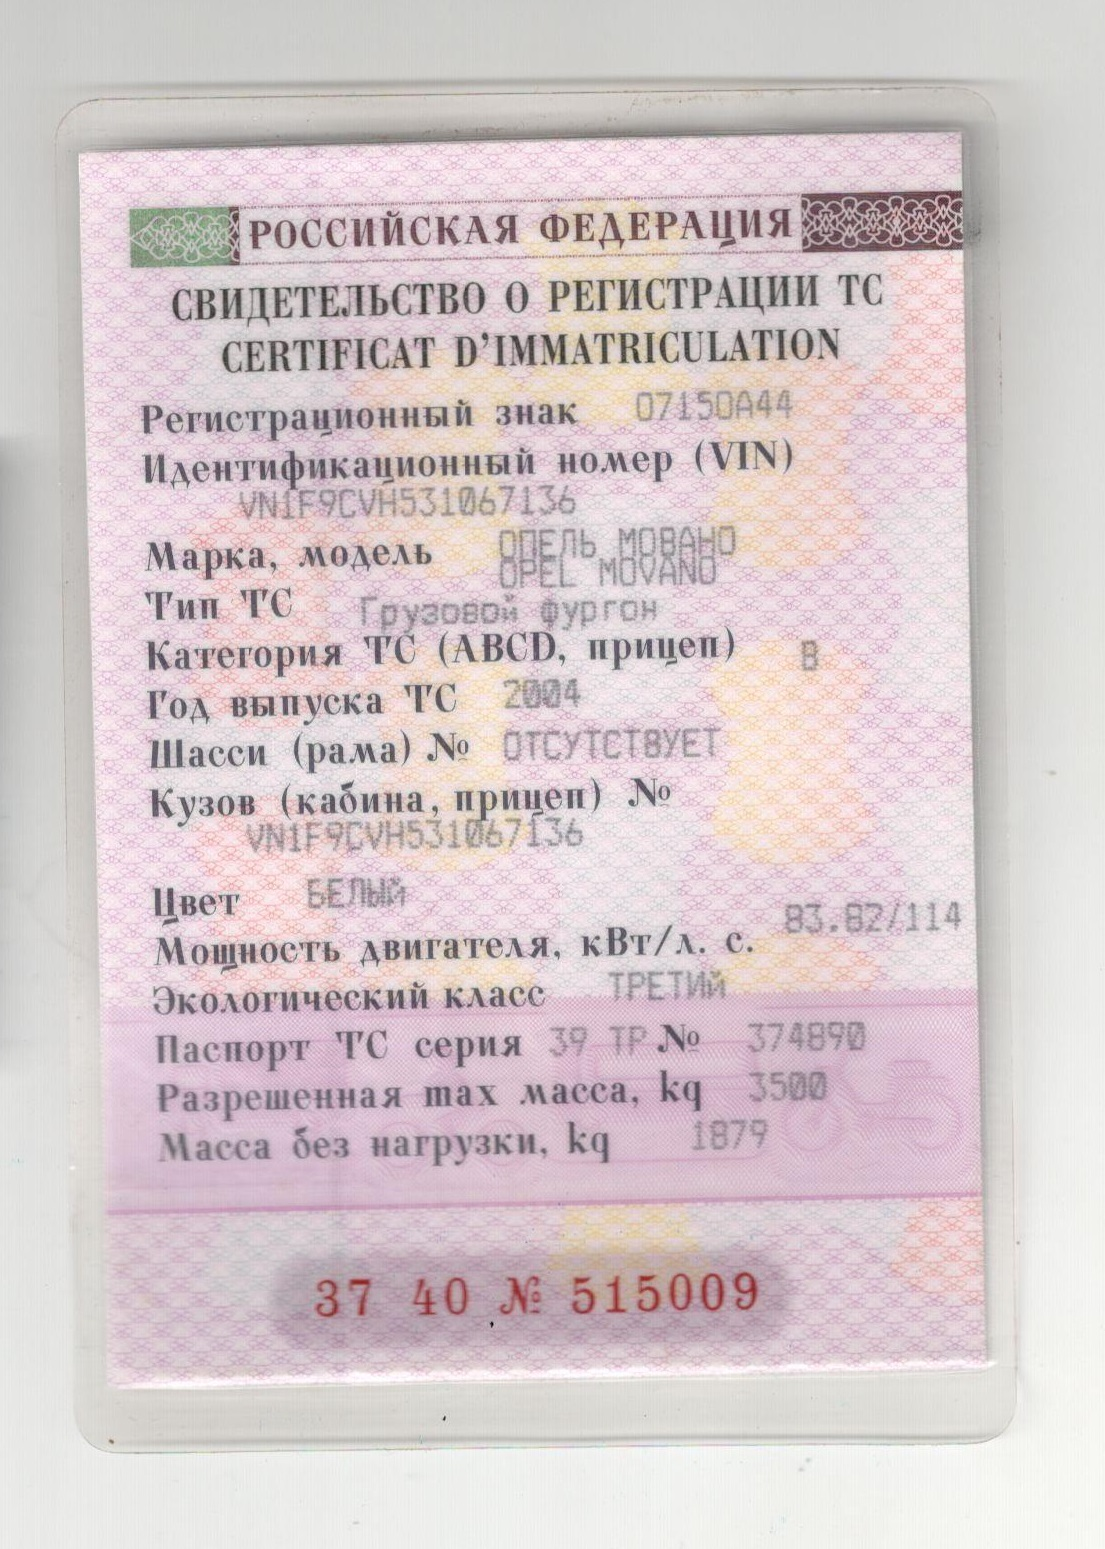 РОССИЙСКАЯ ФЕДЕРАЦИЯ
СВИДЕТЕЛЬСТВО О РЕГИСТРАЦИИ ТС
CERTIFICAT D'IMMATRICULATION
Регистрационный знак О715ОА44
Идентификационный номер (VIN)
VN1F9CVH531067136
Марка, модель ОПЕЛЬ МОВАНО
OPEL MOVANO
Тип ТС Грузовой фургон
Категория ТС (ABCD, прицеп) B
Год выпуска ТС 2004
Шасси (рама) № ОТСУТСТВУЕТ
Кузов (кабина, прицеп) №
VN1F9CVH531067136
Цвет БЕЛЫЙ
Мощность двигателя, кВт/л. с. 83.82/114
Экологический класс ТРЕТИЙ
Паспорт ТС серия 39 ТР № 374890
Разрешенная max масса, kq 3500
Масса без нагрузки, kq 1879
37 40 № 515009